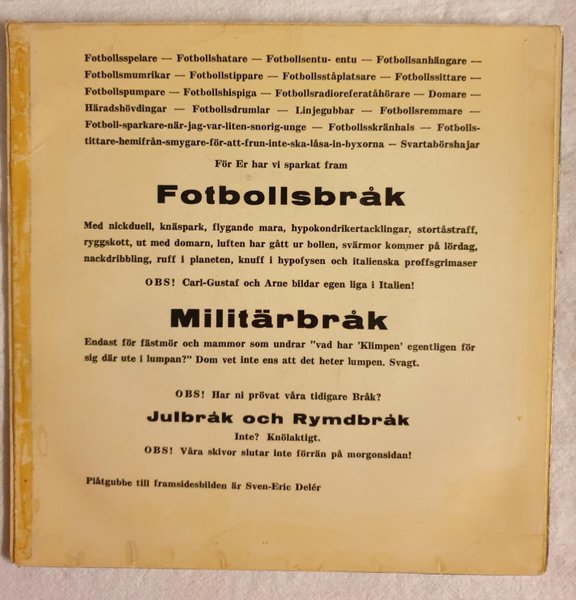 Fotbollsspelare — Fotbollshatare — Fotbollsentu- entu — Fotbollsanhängare —
Fotbollsmumrikar — Fotbollstippare — Fotbollsståplatsare — Fotbollssittare —
Fotbollspumpare — Fotbollshispiga — Fotbollsradioreferatåhörare — Domare —
Häradshövdingar — Fotbollsdrumlar — Linjegubbar — Fotbollsremmare —
Fotboll-sparkare-när-jag-var-liten-snorig-unge — Fotbollsskränhals — Fotbolls-
tittare-hemifrån-smygare-för-att-frun-inte-ska-låsa-in-byxorna — Svartabörshajar
För Er har vi sparkat fram
Fotbollsbråk
Med nickduell, knäspark, flygande mara, hypokondrikertacklingar, stortåstraff,
ryggskott, ut med domarn, luften har gått ur bollen, svärmor kommer på lördag,
nackdribbling, ruff i planeten, knuff i hypofysen och italienska proffsgrimaser
OBS! Carl-Gustaf och Arne bildar egen liga i Italien!
Militärbråk
Endast för fästmör och mammor som undrar ”vad har ’Klimpen’ egentligen för
sig där ute i lumpan?” Dom vet inte ens att det heter lumpen. Svagt.
OBS! Har ni prövat våra tidigare Bråk?
Julbråk och Rymdbråk
Inte? Knölaktigt.
OBS! Våra skivor slutar inte förrän på morgonsidan!
Plåtgubbe till framsidesbilden är Sven-Eric Delér